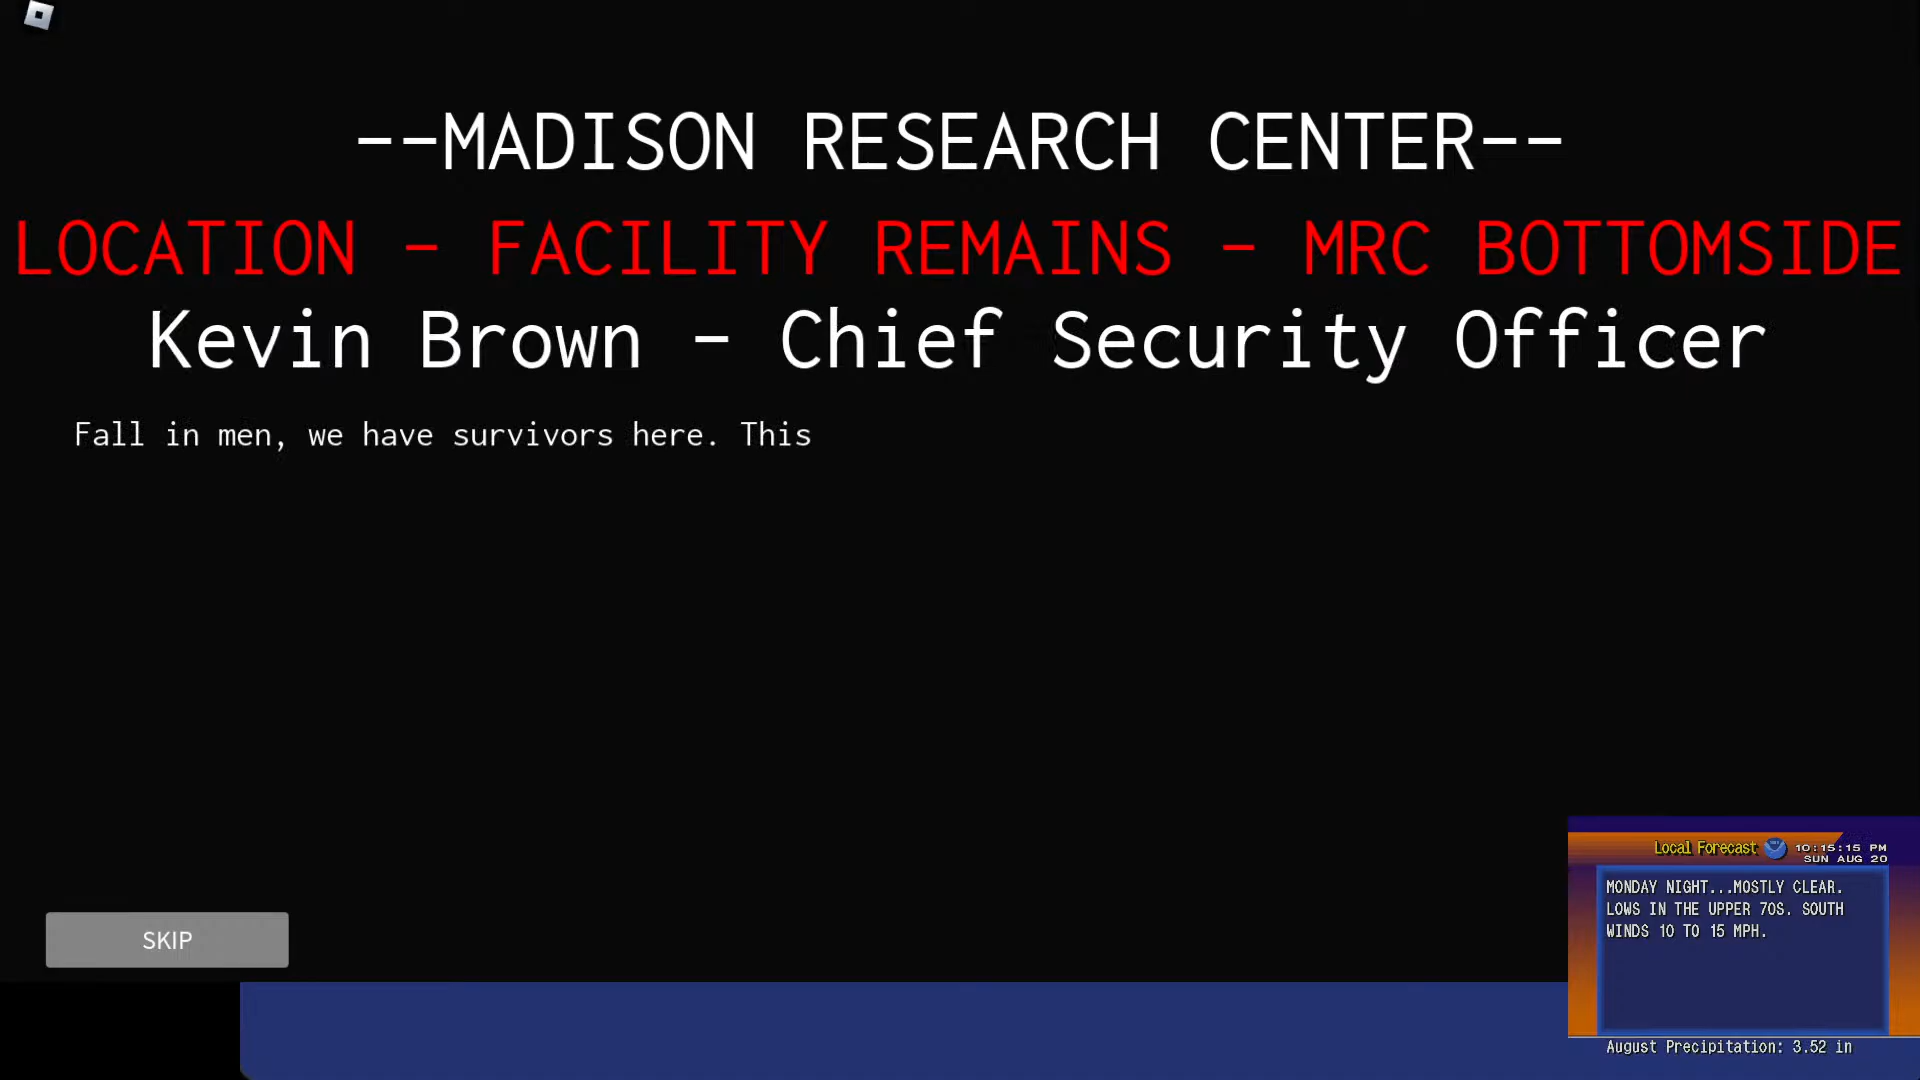 --MADISON RESEARCH CENTER--
LOCATION - FACILITY REMAINS - MRC BOTTOMSIDE
Kevin Brown - Chief Security Officer
Fall in men, we have survivors here. This
SKIP
Local Forecast
10:15:15 PM
SUN AUG 20
MONDAY NIGHT...MOSTLY CLEAR.
LOWS IN THE UPPER 70S. SOUTH
WINDS 10 TO 15 MPH.
August Precipitation: 3.52 in